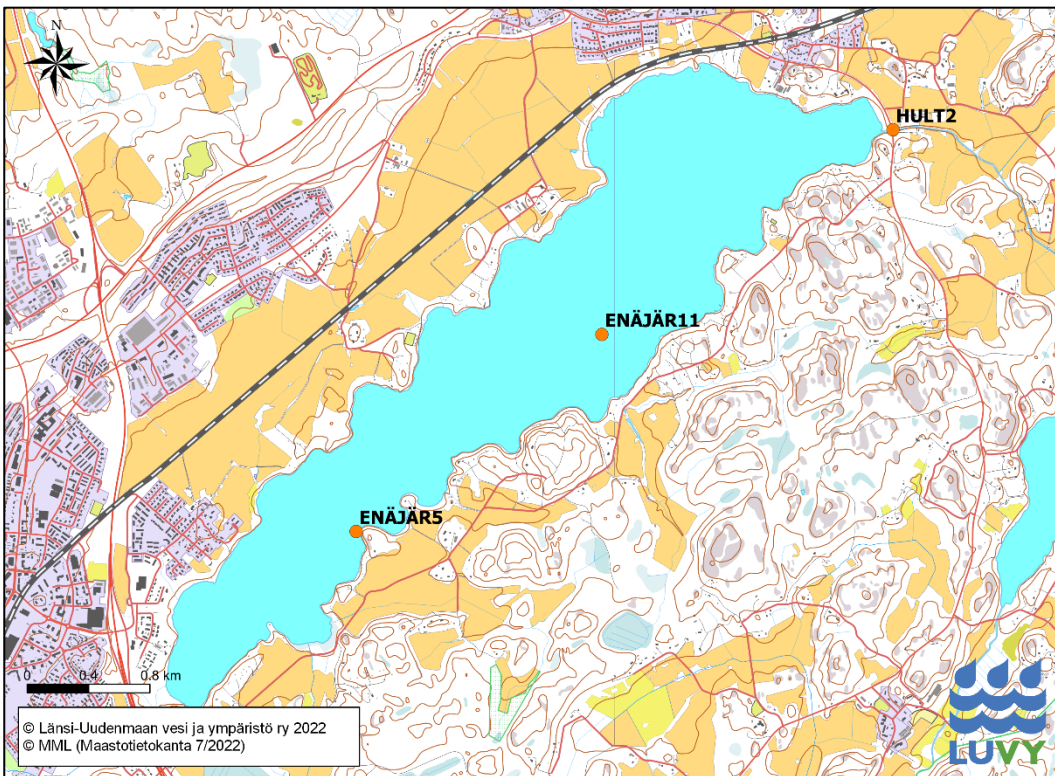 N
HULT2
ENÄJÄR11
ENÄJÄR5
0 0.4 0.8 km
© Länsi-Uudenmaan vesi ja ympäristö ry 2022
© MML (Maastotietokanta 7/2022)
LUVY